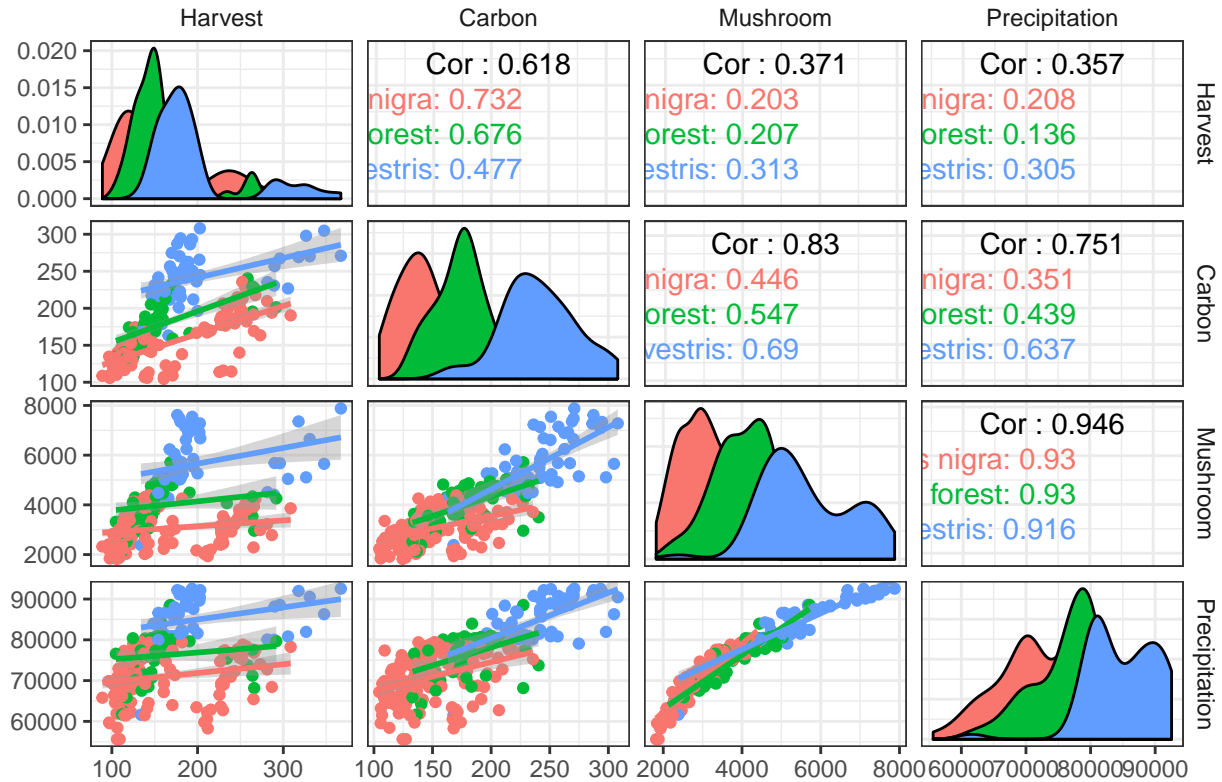 Harvest Carbon Mushroom Precipitation
0.020
0.015
0.010
0.005
0.000
Cor : 0.618
nigra: 0.732
orest: 0.676
estris: 0.477
Cor : 0.371
nigra: 0.203
orest: 0.207
estris: 0.313
Cor : 0.357
nigra: 0.208
orest: 0.136
estris: 0.305
Harvest
300
250
200
150
100
Cor : 0.83
nigra: 0.446
orest: 0.547
vestris: 0.69
Cor : 0.751
nigra: 0.351
orest: 0.439
estris: 0.637
Carbon
8000
6000
4000
2000
Cor : 0.946
s nigra: 0.93
forest: 0.93
estris: 0.916
Mushroom
90000
80000
70000
60000
Precipitation
100 200 300 100 150 200 250 300 2000 4000 6000 8000